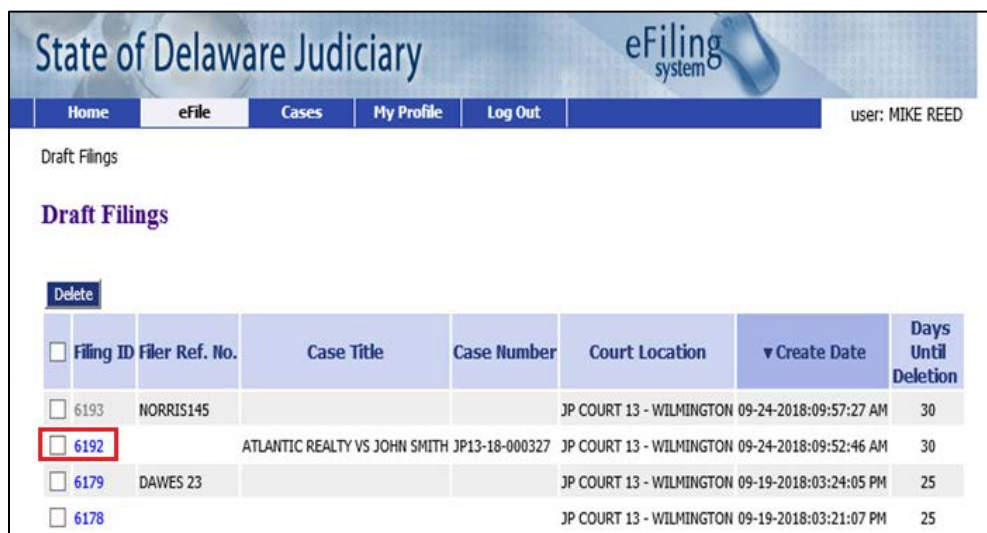 State of Delaware Judiciary
eFiling
system
Home eFile Cases My Profile Log Out user: MIKE REED
Draft Filings
Draft Filings
Delete
Filing ID Filer Ref. No. Case Title Case Number Court Location ▼ Create Date Days Until Deletion
6193 NORRIS145 JP COURT 13 - WILMINGTON 09-24-2018:09:57:27 AM 30
6192 ATLANTIC REALTY VS JOHN SMITH JP13-18-000327 JP COURT 13 - WILMINGTON 09-24-2018:09:52:46 AM 30
6179 DAWES 23 JP COURT 13 - WILMINGTON 09-19-2018:03:24:05 PM 25
6178 JP COURT 13 - WILMINGTON 09-19-2018:03:21:07 PM 25